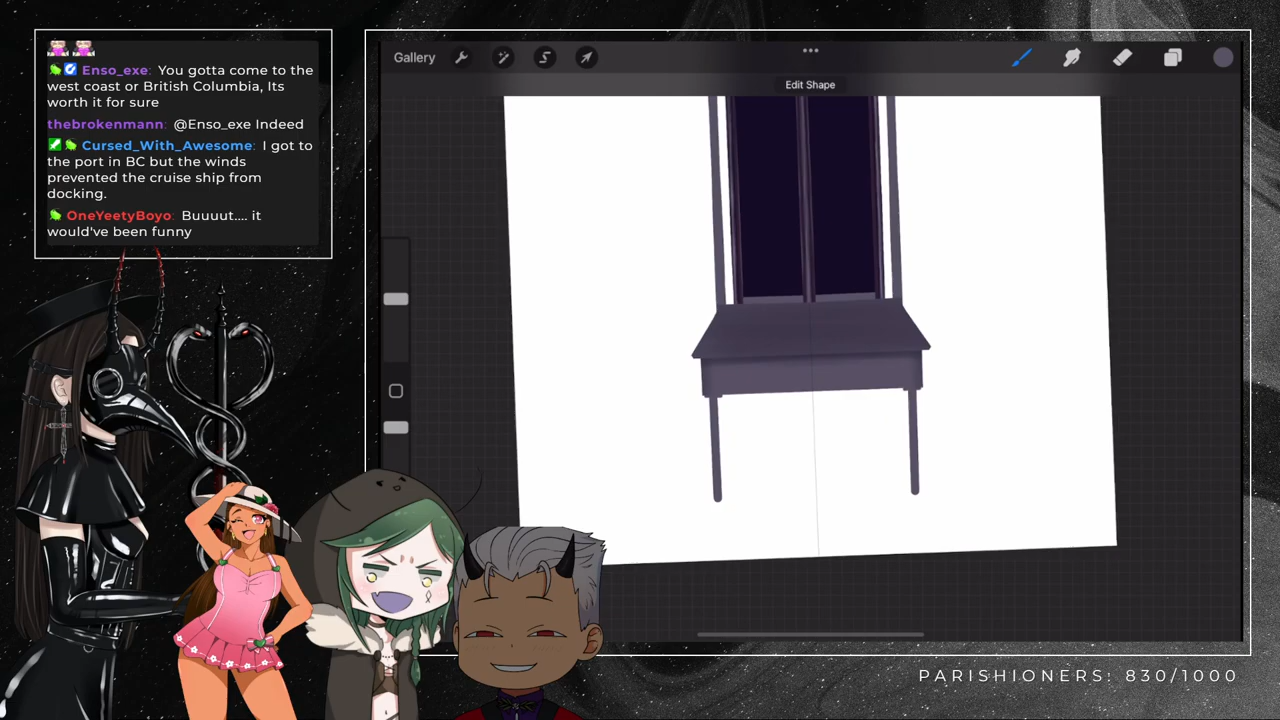 Enso_exe: You gotta come to the
west coast or British Columbia, Its
worth it for sure
thebrokenmann: @Enso_exe Indeed
Cursed_With_Awesome: I got to
the port in BC but the winds
prevented the cruise ship from
docking.
OneYeetyBoyo: Buuuut.... it
would've been funny
Gallery
Edit Shape
PARISHIONERS: 830/1000